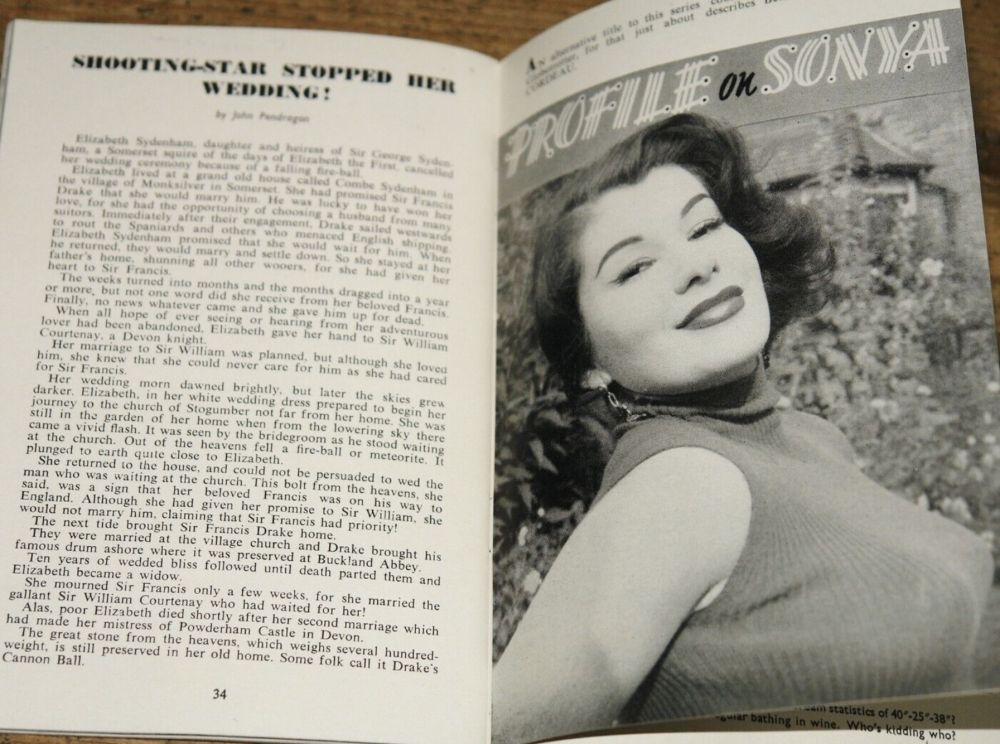 SHOOTING-STAR STOPPED HER
WEDDING!
by John Pendragon
Elizabeth Sydenham, daughter and heiress of Sir George Syden-
ham, a Somerset squire of the days of Elizabeth the First, cancelled
her wedding ceremony because of a falling fire-ball.
Elizabeth lived at a grand old house called Combe Sydenham in
the village of Monksilver in Somerset. She had promised Sir Francis
Drake that she would marry him. He was lucky to have won her
love, for she had the opportunity of choosing a husband from many
suitors. Immediately after their engagement, Drake sailed westwards
to rout the Spaniards and others who menaced English shipping.
Elizabeth Sydenham promised that she would wait for him. When
he returned, they would marry and settle down. So she stayed at her
father's home, shunning all other wooers, for she had given her
heart to Sir Francis.
The weeks turned into months and the months dragged into a year
or more, but not one word did she receive from her beloved Francis.
Finally, no news whatever came and she gave him up for dead.
When all hope of ever seeing or hearing from her adventurous
lover had been abandoned, Elizabeth gave her hand to Sir William
Courtenay, a Devon knight.
Her marriage to Sir William was planned, but although she loved
him, she knew that she could never care for him as she had cared
for Sir Francis.
Her wedding morn dawned brightly, but later the skies grew
darker. Elizabeth, in her white wedding dress prepared to begin her
journey to the church of Stogumber not far from her home. She was
still in the garden of her home when from the lowering sky there
came a vivid flash. It was seen by the bridegroom as he stood waiting
at the church. Out of the heavens fell a fire-ball or meteorite. It
plunged to earth quite close to Elizabeth.
She returned to the house, and could not be persuaded to wed the
man who was waiting at the church. This bolt from the heavens, she
said, was a sign that her beloved Francis was on his way to
England. Although she had given her promise to Sir William, she
would not marry him, claiming that Sir Francis had priority!
The next tide brought Sir Francis Drake home.
They were married at the village church and Drake brought his
famous drum ashore where it was preserved at Buckland Abbey.
Ten years of wedded bliss followed until death parted them and
Elizabeth became a widow.
She mourned Sir Francis only a few weeks, for she married the
gallant Sir William Courtenay who had waited for her!
Alas, poor Elizabeth died shortly after her second marriage which
had made her mistress of Powderham Castle in Devon.
The great stone from the heavens, which weighs several hundred-
weight, is still preserved in her old home. Some folk call it Drake's
Cannon Ball.
34
AN alternative title to this series
for that just about describes
CORDEAU.
PROFILE on SONYA
statistics of 40"-25"-38"?
bathing in wine. Who's kidding who?